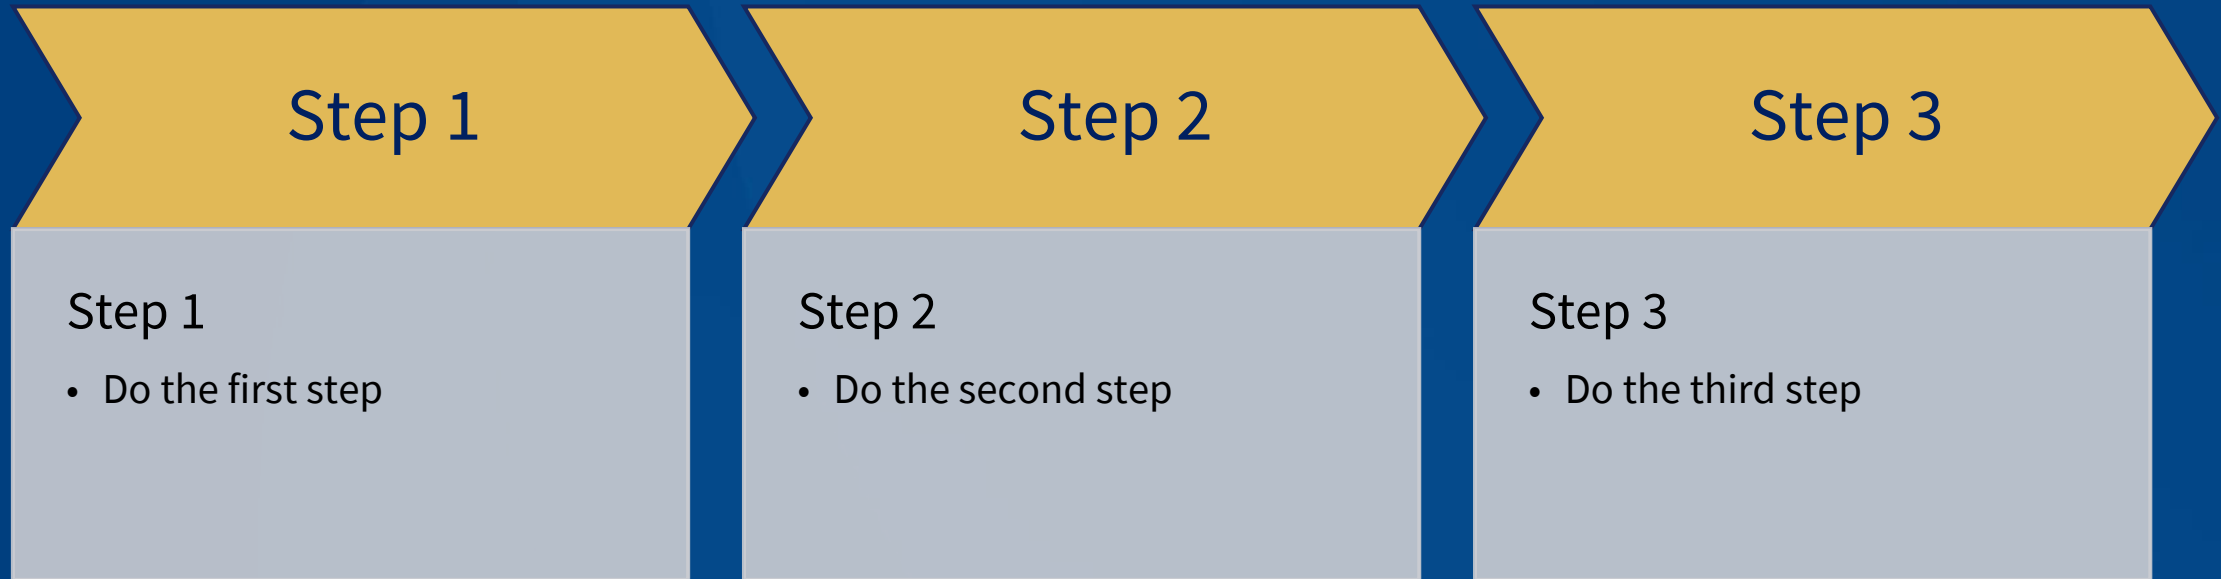 Step 1
Step 2
Step 3
Step 1
• Do the first step
Step 2
• Do the second step
Step 3
• Do the third step